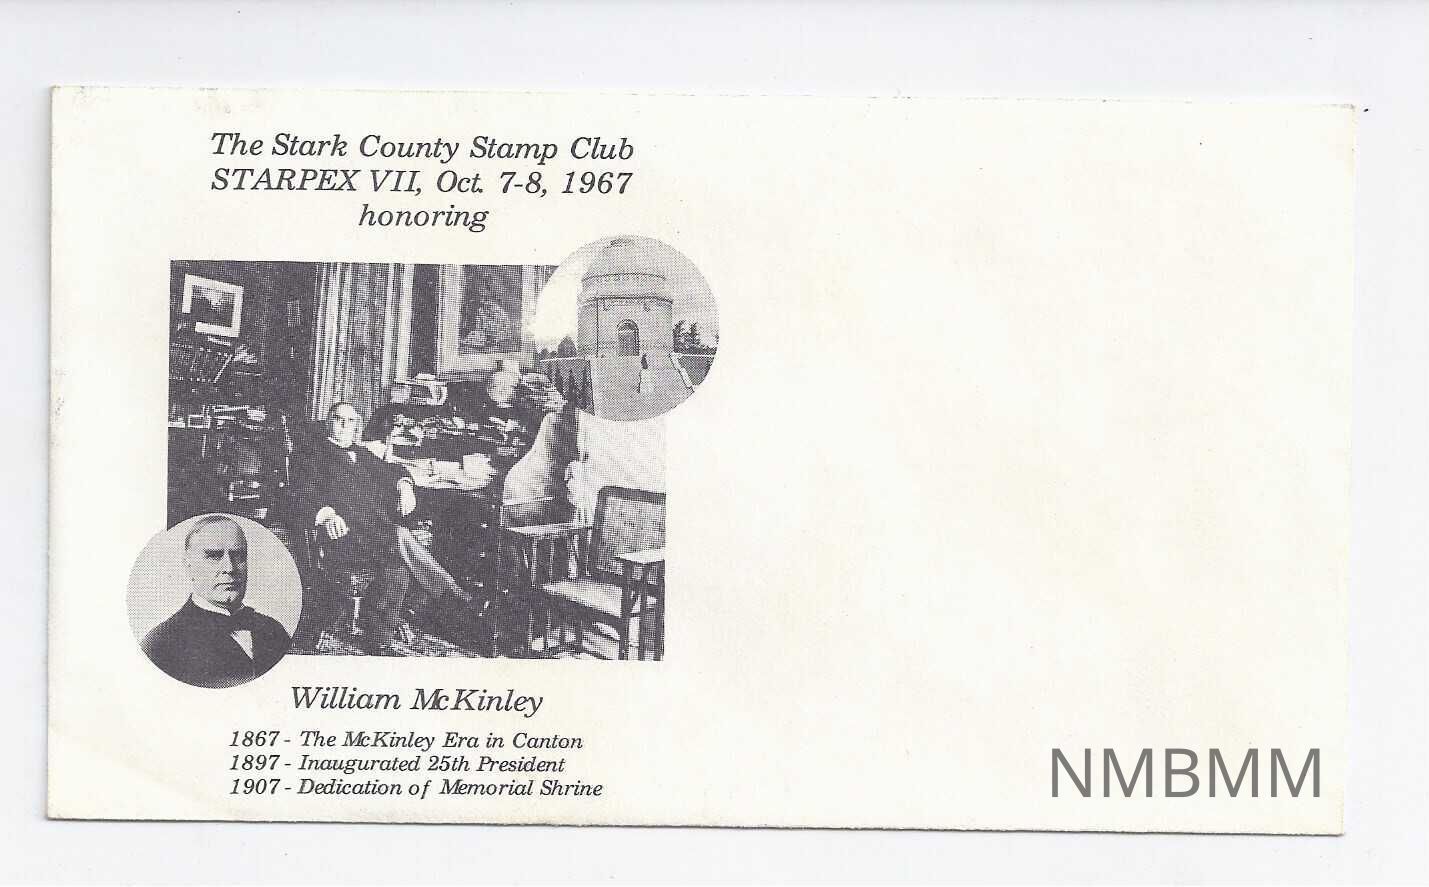 The Stark County Stamp Club
STARPEX VII, Oct. 7-8, 1967
honoring
William McKinley
1867 - The McKinley Era in Canton
1897 - Inaugurated 25th President
1907 - Dedication of Memorial Shrine
NMBMM